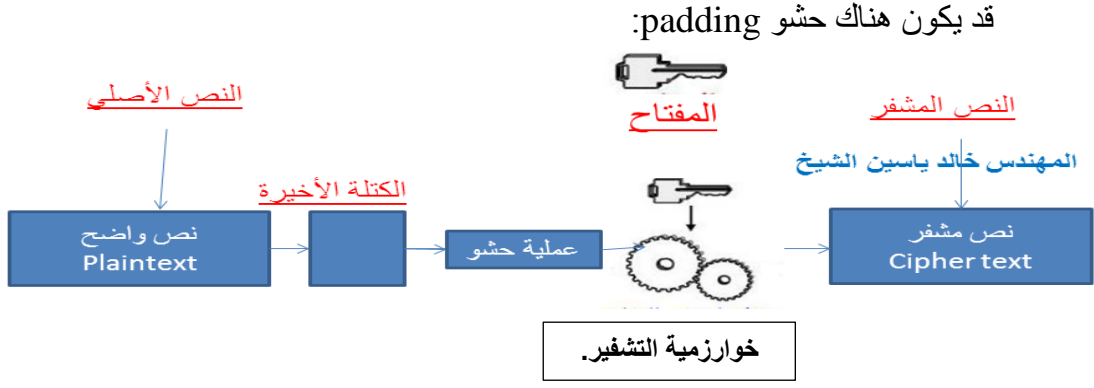 قد يكون هناك حشو padding:
النص الأصلي
المفتاح
النص المشفر
المهندس خالد ياسين الشيخ
الكتلة الأخيرة
نص واضح
Plaintext
عملية حشو
نص مشفر
Cipher text
خوارزمية التشفير.